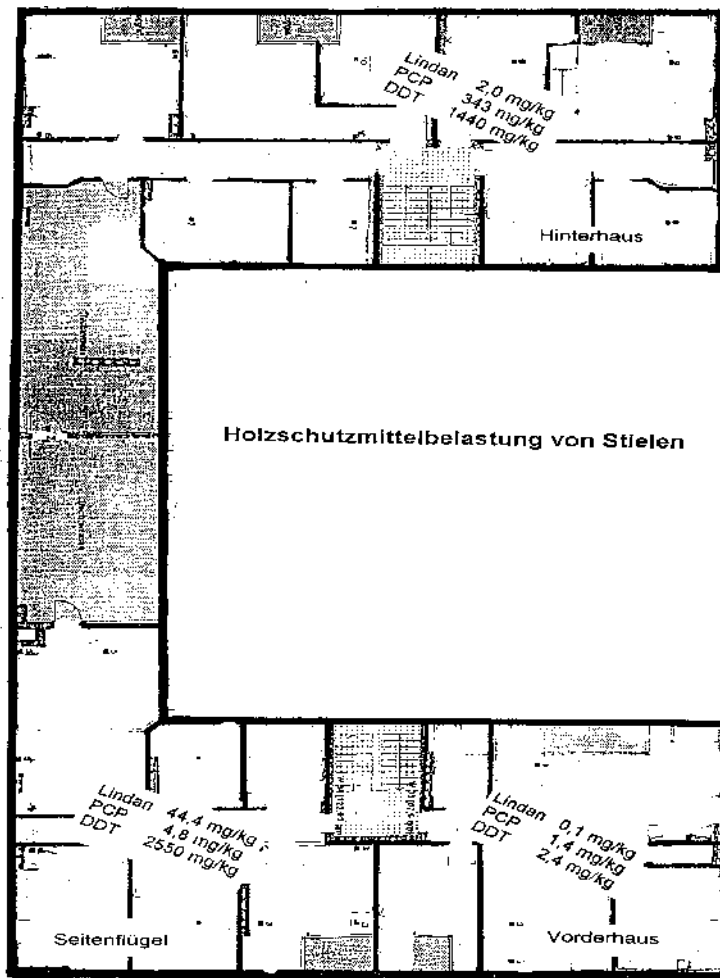 Lindan 2,0 mg/kg
PCP 343 mg/kg
DDT 1440 mg/kg
Hinterhaus
Holzschutzmittelbelastung von Stielen
Lindan 44,4 mg/kg
PCP 4,8 mg/kg
DDT 2550 mg/kg
Lindan 0,1 mg/kg
PCP 1,4 mg/kg
DDT 2,4 mg/kg
Seitenflügel
Vorderhaus